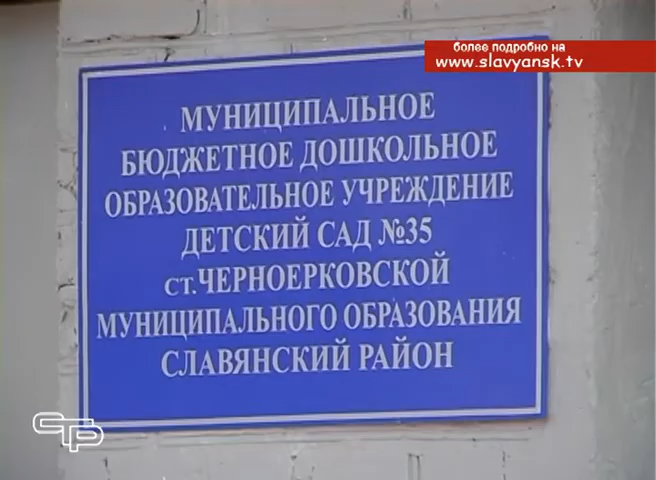 более подробно на
www.slavyansk.tv
МУНИЦИПАЛЬНОЕ
БЮДЖЕТНОЕ ДОШКОЛЬНОЕ
ОБРАЗОВАТЕЛЬНОЕ УЧРЕЖДЕНИЕ
ДЕТСКИЙ САД №35
ст.ЧЕРНОЕРКОВСКОЙ
МУНИЦИПАЛЬНОГО ОБРАЗОВАНИЯ
СЛАВЯНСКИЙ РАЙОН
СТР